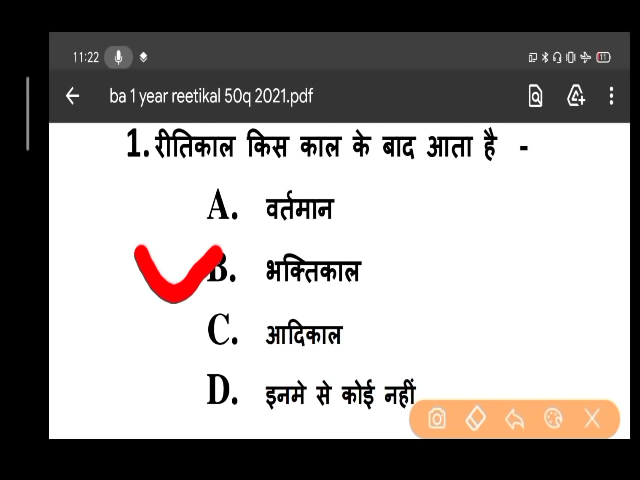 11:22
ba 1 year reetikal 50q 2021.pdf
1. रीतिकाल किस काल के बाद आता है -
A. वर्तमान
B. भक्तिकाल
C. आदिकाल
D. इनमे से कोई नहीं